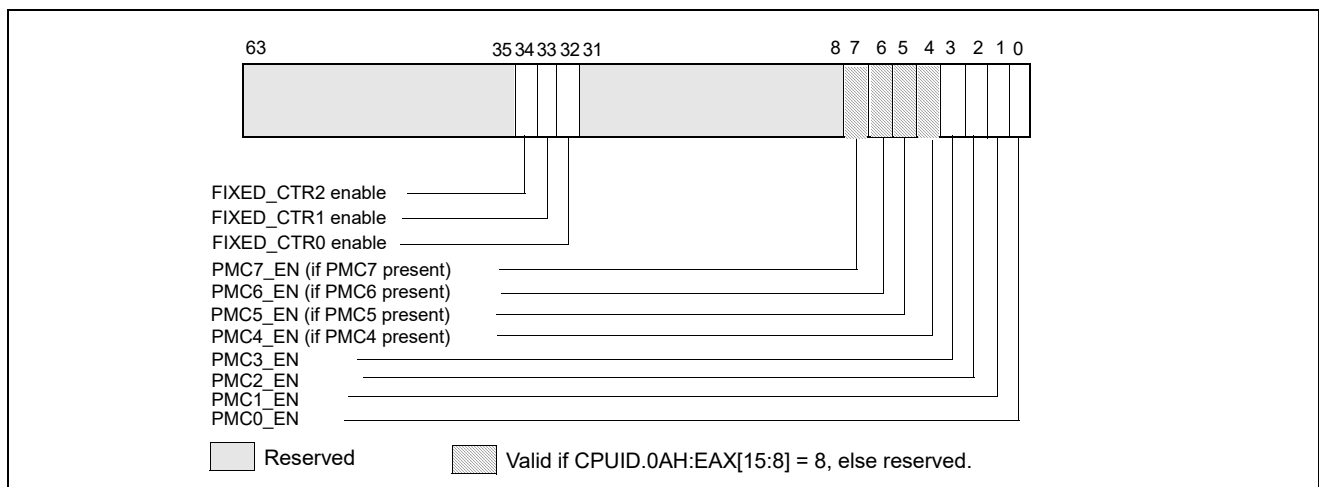 63 35 34 33 32 31 8 7 6 5 4 3 2 1 0
FIXED_CTR2 enable
FIXED_CTR1 enable
FIXED_CTR0 enable
PMC7_EN (if PMC7 present)
PMC6_EN (if PMC6 present)
PMC5_EN (if PMC5 present)
PMC4_EN (if PMC4 present)
PMC3_EN
PMC2_EN
PMC1_EN
PMC0_EN
Reserved Valid if CPUID.0AH:EAX[15:8] = 8, else reserved.